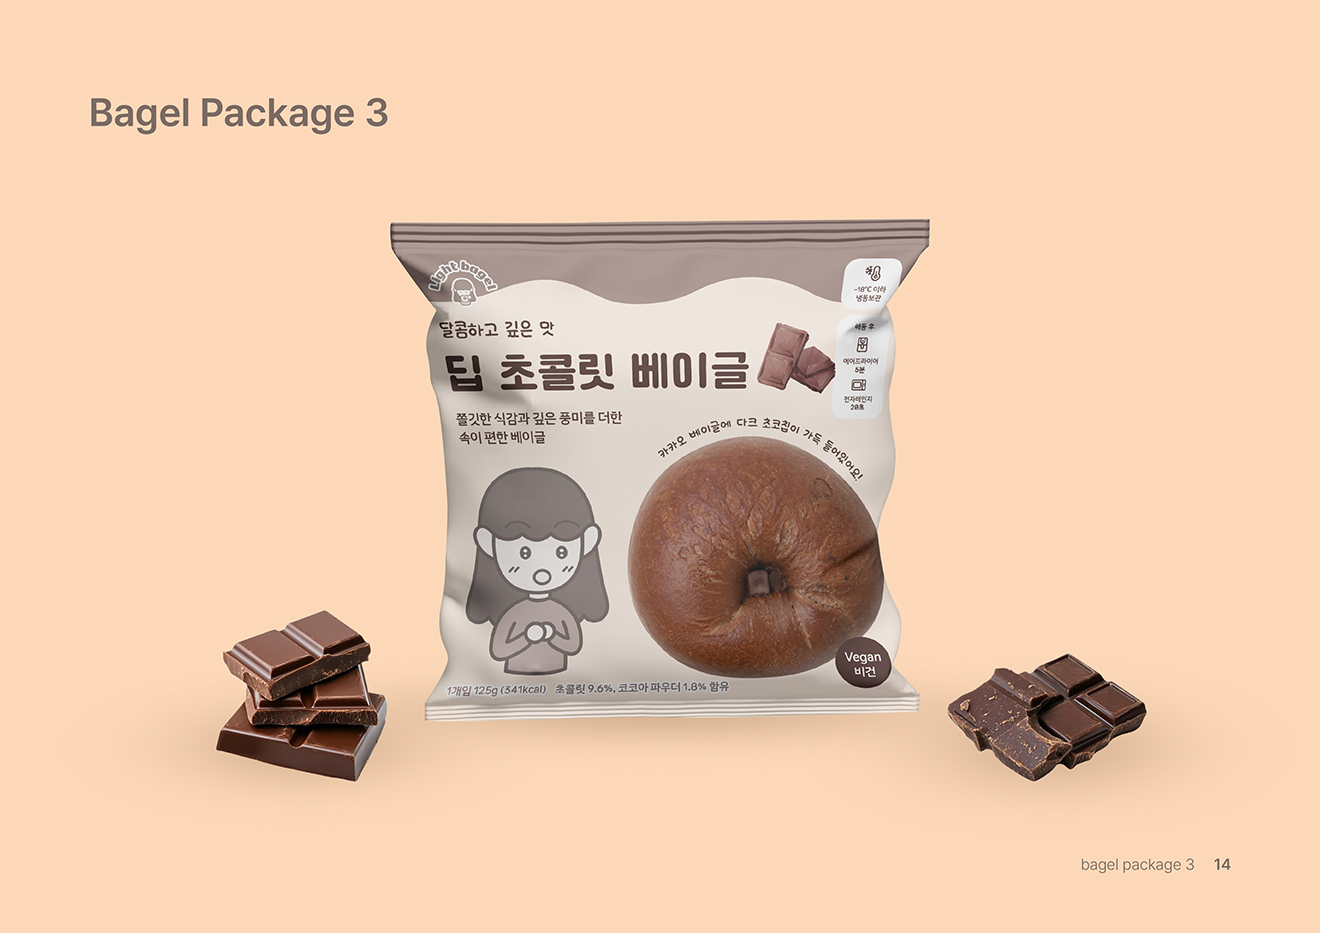 Bagel Package 3
Light bagel
-18℃ 이하
냉동보관
달콤하고 깊은 맛
딥 초콜릿 베이글
해동 후
에어프라이어
5분
전자레인지
20초
쫄깃한 식감과 깊은 풍미를 더한
속이 편한 베이글
카카오 베이글에 다크 초코칩이 가득 들어있어요!
Vegan
비건
1개입 125g (341kcal) 초콜릿 9.6%, 코코아 파우더 1.8% 함유
bagel package 3 14